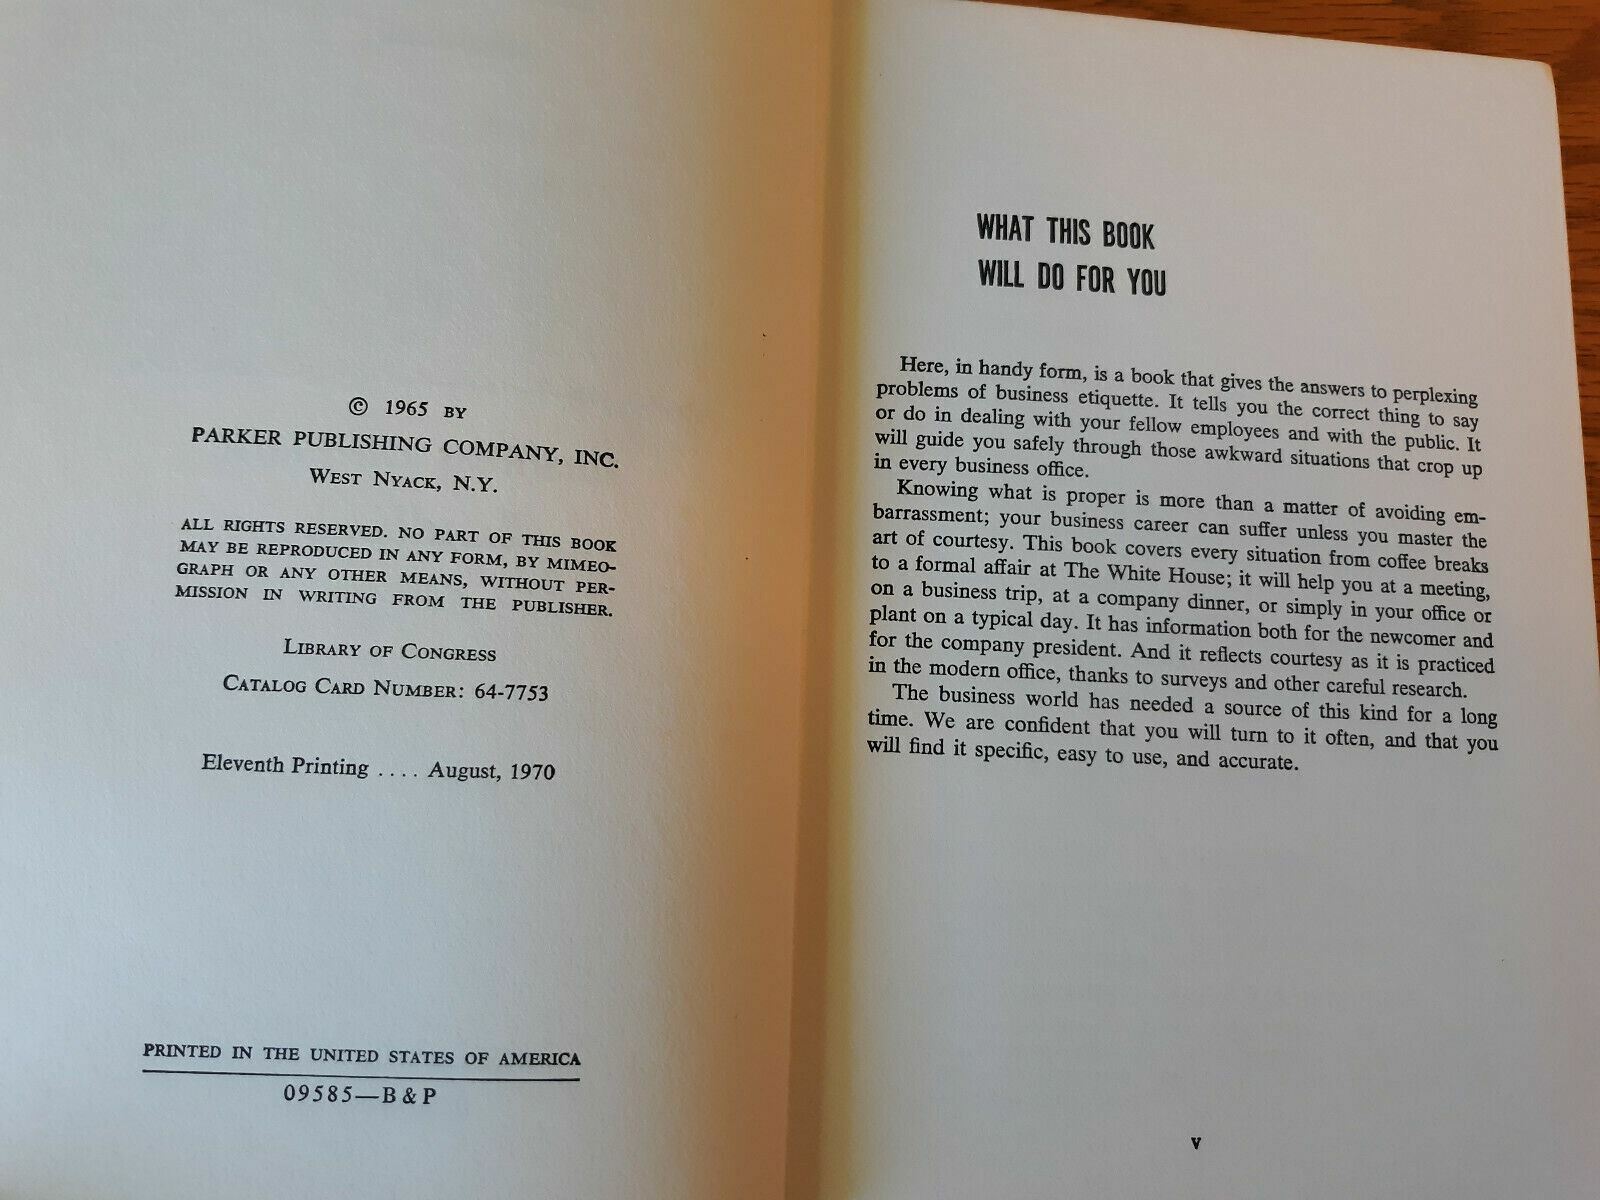 © 1965 BY
PARKER PUBLISHING COMPANY, INC.
WEST NYACK, N.Y.
ALL RIGHTS RESERVED. NO PART OF THIS BOOK
MAY BE REPRODUCED IN ANY FORM, BY MIMEO-
GRAPH OR ANY OTHER MEANS, WITHOUT PER-
MISSION IN WRITING FROM THE PUBLISHER.
LIBRARY OF CONGRESS
CATALOG CARD NUMBER: 64-7753
Eleventh Printing .... August, 1970
PRINTED IN THE UNITED STATES OF AMERICA
09585—B & P
WHAT THIS BOOK
WILL DO FOR YOU
Here, in handy form, is a book that gives the answers to perplexing
problems of business etiquette. It tells you the correct thing to say
or do in dealing with your fellow employees and with the public. It
will guide you safely through those awkward situations that crop up
in every business office.
Knowing what is proper is more than a matter of avoiding em-
barrassment; your business career can suffer unless you master the
art of courtesy. This book covers every situation from coffee breaks
to a formal affair at The White House; it will help you at a meeting,
on a business trip, at a company dinner, or simply in your office or
plant on a typical day. It has information both for the newcomer and
for the company president. And it reflects courtesy as it is practiced
in the modern office, thanks to surveys and other careful research.
The business world has needed a source of this kind for a long
time. We are confident that you will turn to it often, and that you
will find it specific, easy to use, and accurate.
v